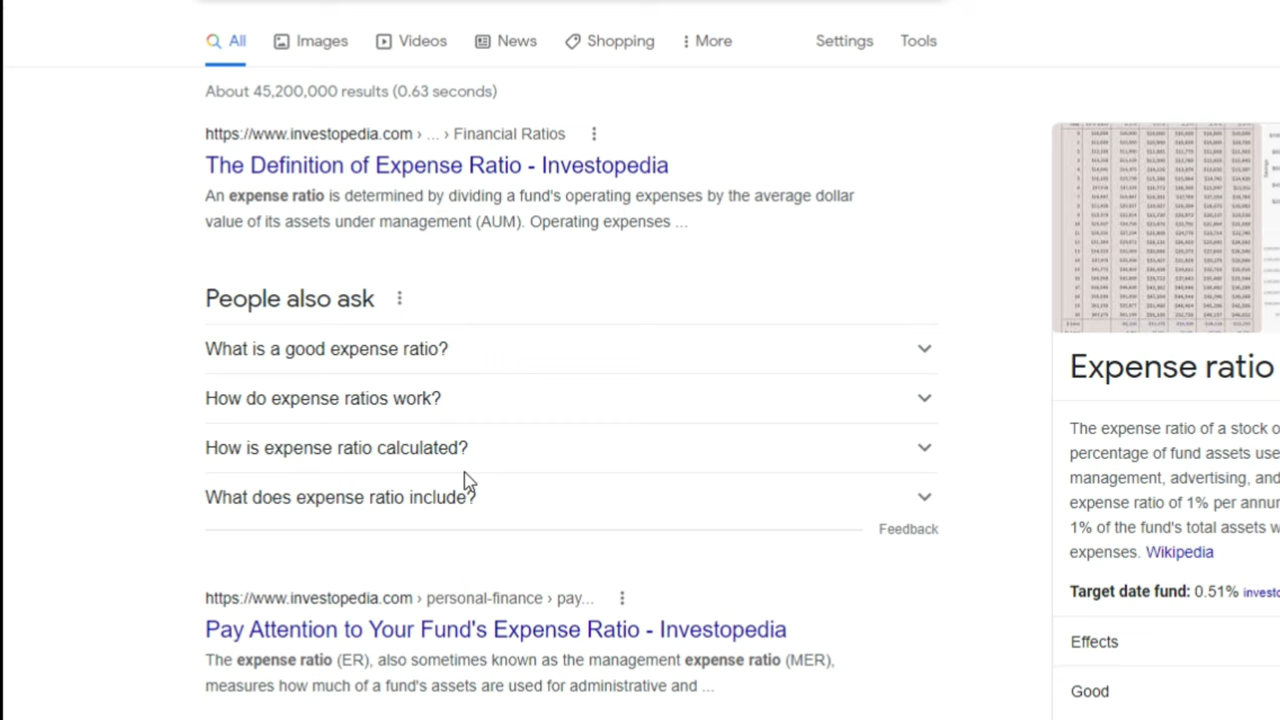 All
Images
Videos
News
Shopping
More
Settings
Tools
About 45,200,000 results (0.63 seconds)
https://www.investopedia.com › ... › Financial Ratios
The Definition of Expense Ratio - Investopedia
An expense ratio is determined by dividing a fund's operating expenses by the average dollar
value of its assets under management (AUM). Operating expenses ...
People also ask
What is a good expense ratio?
How do expense ratios work?
How is expense ratio calculated?
What does expense ratio include?
Feedback
https://www.investopedia.com › personal-finance › pay...
Pay Attention to Your Fund's Expense Ratio - Investopedia
The expense ratio (ER), also sometimes known as the management expense ratio (MER),
measures how much of a fund's assets are used for administrative and ...
Expense ratio
The expense ratio of a stock o
percentage of fund assets use
management, advertising, and
expense ratio of 1% per annu
1% of the fund's total assets w
expenses. Wikipedia
Target date fund: 0.51% investo
Effects
Good